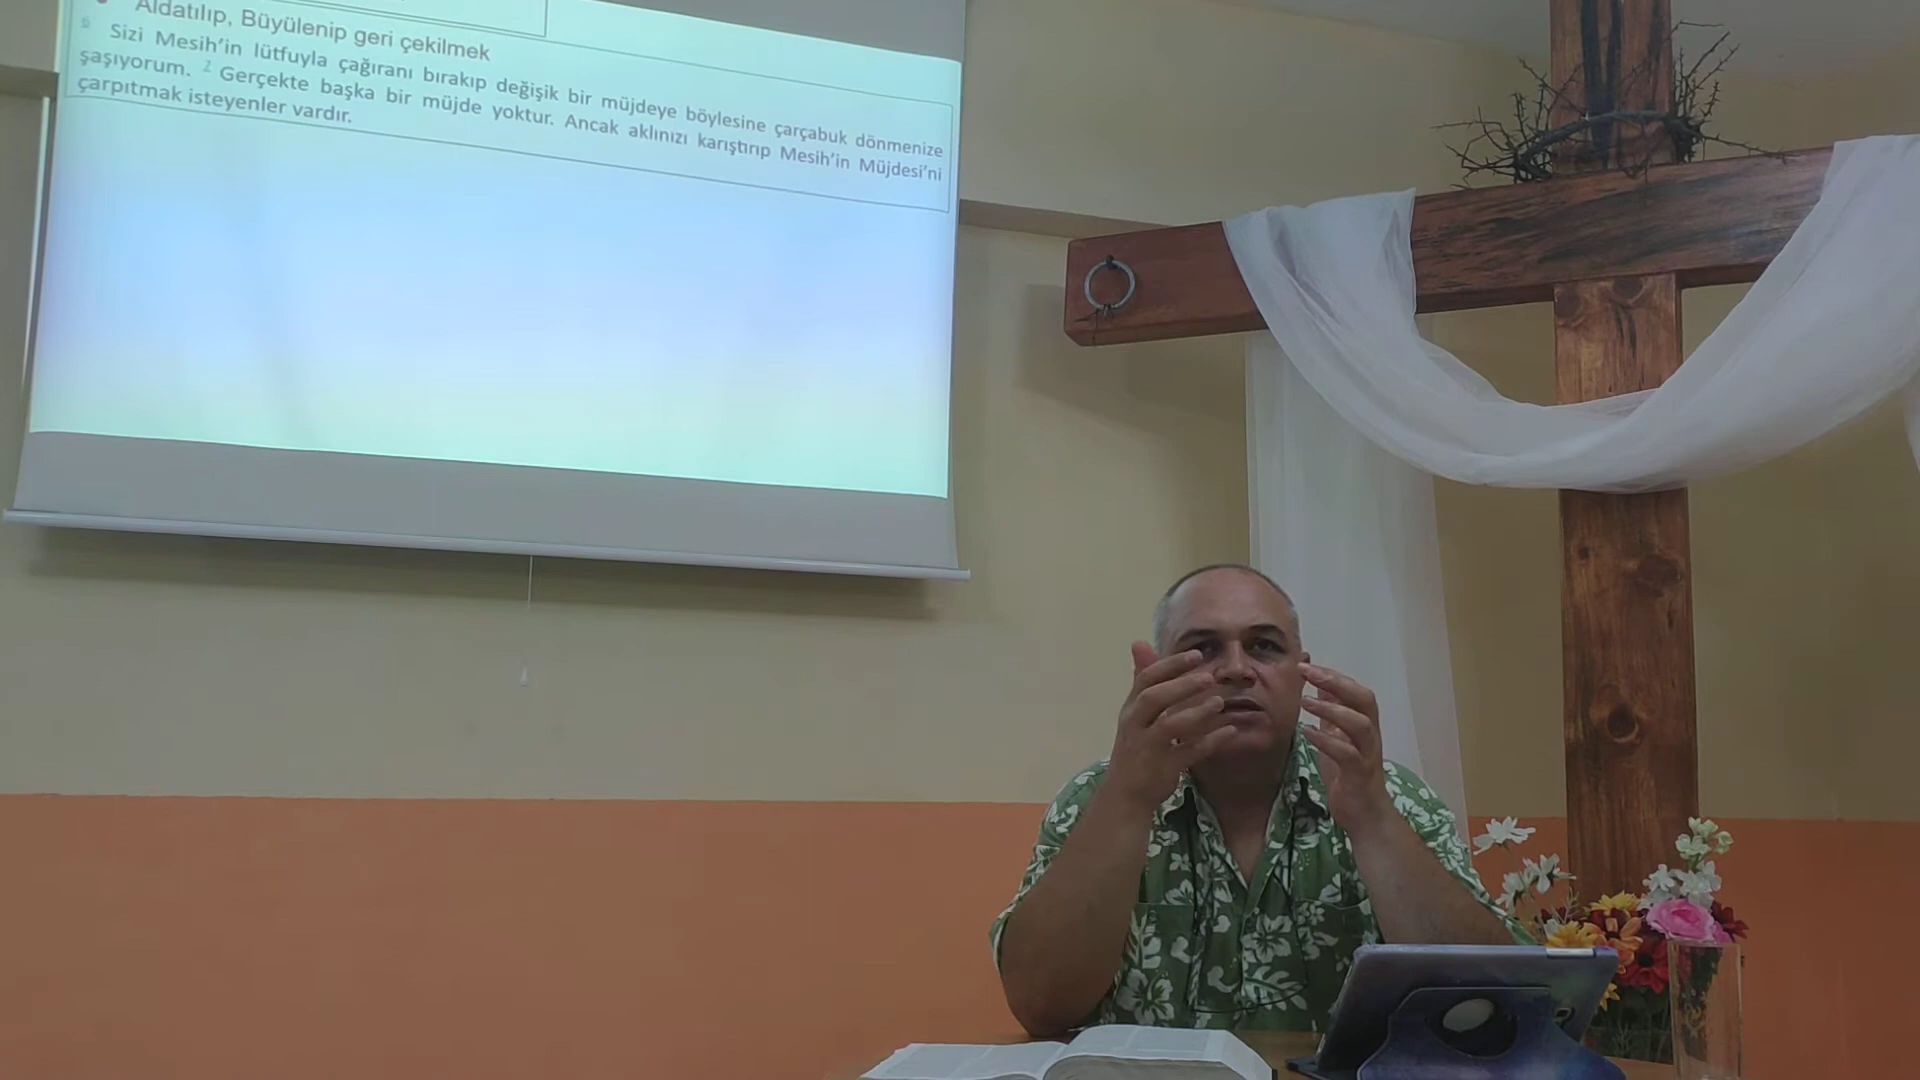 Aldatılıp, Büyülenip geri çekilmek
6 Sizi Mesih’in lütfuyla çağıranı bırakıp değişik bir müjdeye böylesine çarçabuk dönmenize
şaşıyorum. 7 Gerçekte başka bir müjde yoktur. Ancak aklınızı karıştırıp Mesih’in Müjdesi’ni
çarpıtmak isteyenler vardır.